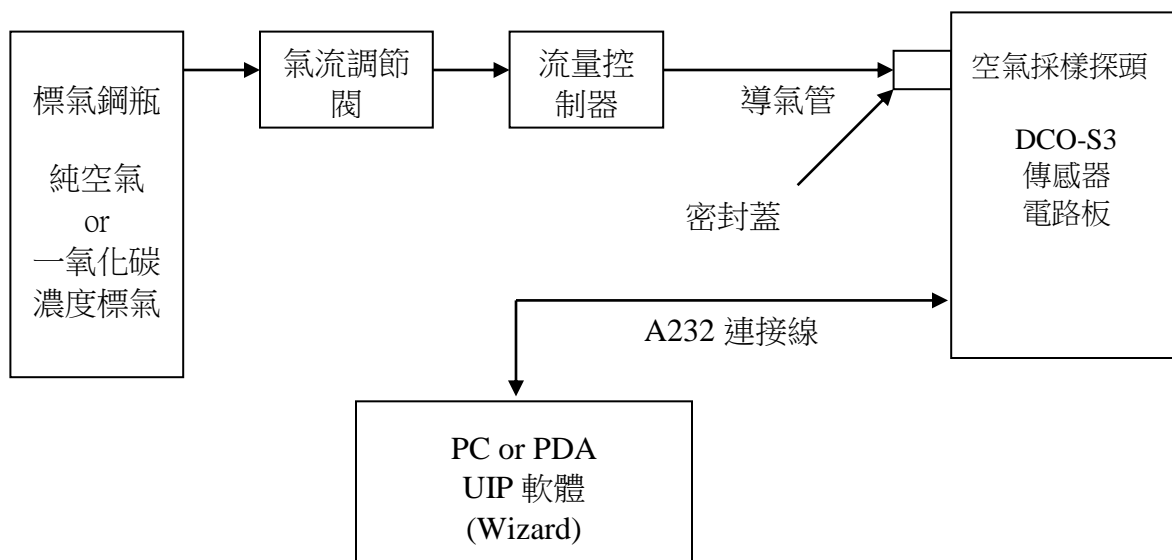 標氣鋼瓶
純空氣
or
一氧化碳
濃度標氣
氣流調節
閥
流量控
制器
導氣管
密封蓋
空氣採樣探頭
DCO-S3
傳感器
電路板
A232 連接線
PC or PDA
UIP 軟體
(Wizard)